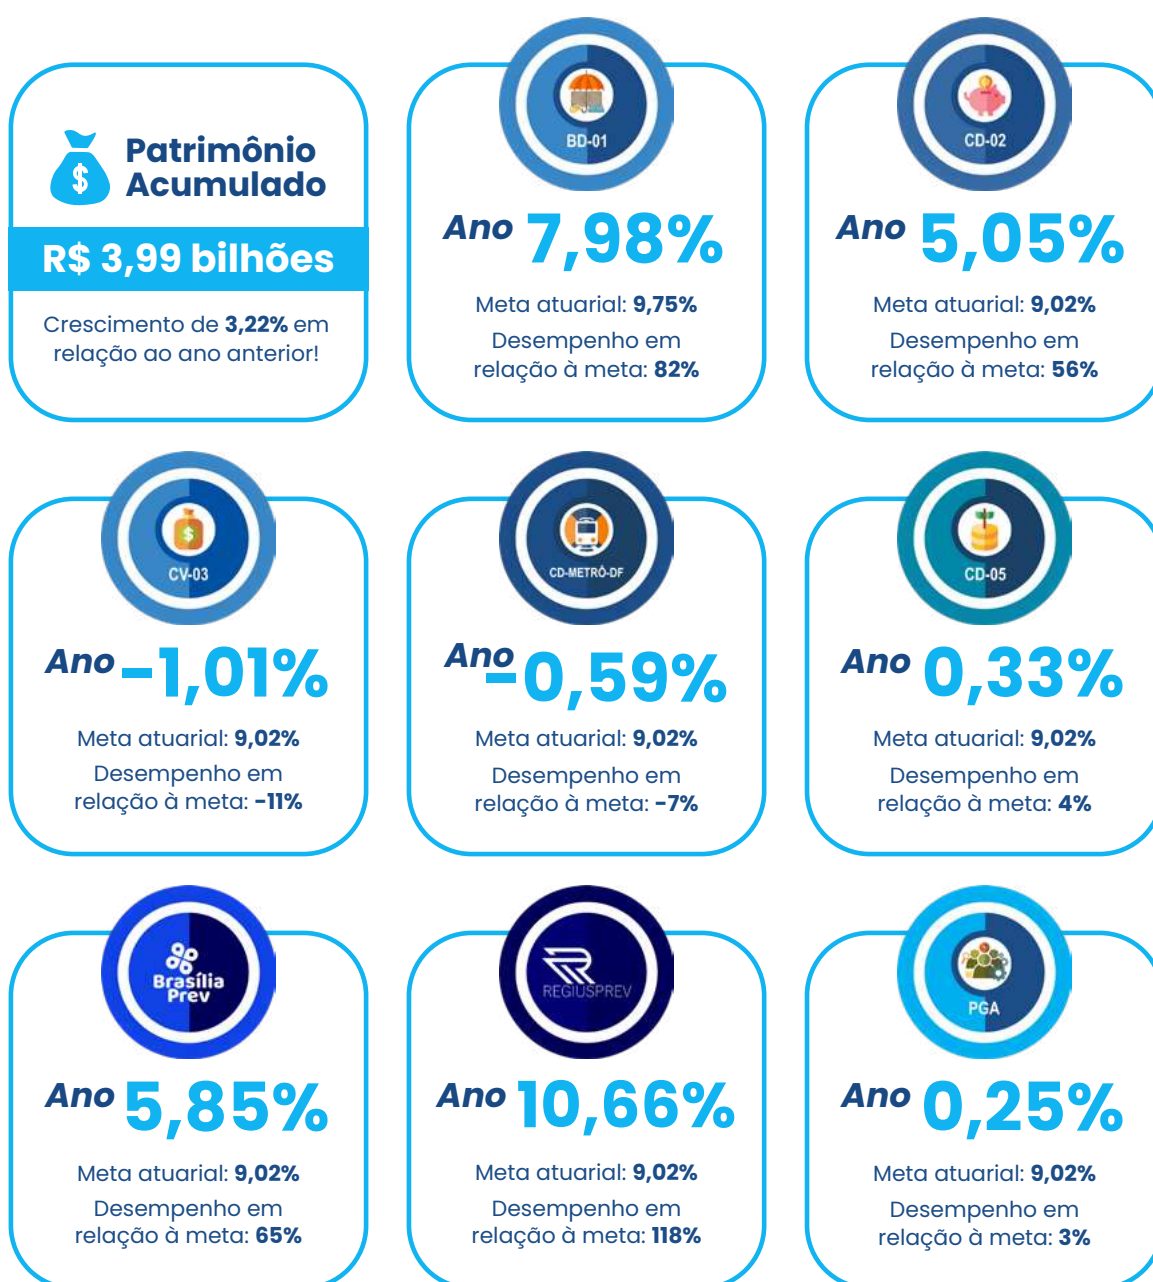 Patrimônio
Acumulado
R$ 3,99 bilhões
Crescimento de 3,22% em
relação ao ano anterior!
BD-01
Ano 7,98%
Meta atuarial: 9,75%
Desempenho em
relação à meta: 82%
CD-02
Ano 5,05%
Meta atuarial: 9,02%
Desempenho em
relação à meta: 56%
CV-03
Ano -1,01%
Meta atuarial: 9,02%
Desempenho em
relação à meta: -11%
CD-METRÔ-DF
Ano -0,59%
Meta atuarial: 9,02%
Desempenho em
relação à meta: -7%
CD-05
Ano 0,33%
Meta atuarial: 9,02%
Desempenho em
relação à meta: 4%
Brasília
Prev
Ano 5,85%
Meta atuarial: 9,02%
Desempenho em
relação à meta: 65%
REGIUSPREV
Ano 10,66%
Meta atuarial: 9,02%
Desempenho em
relação à meta: 118%
PGA
Ano 0,25%
Meta atuarial: 9,02%
Desempenho em
relação à meta: 3%